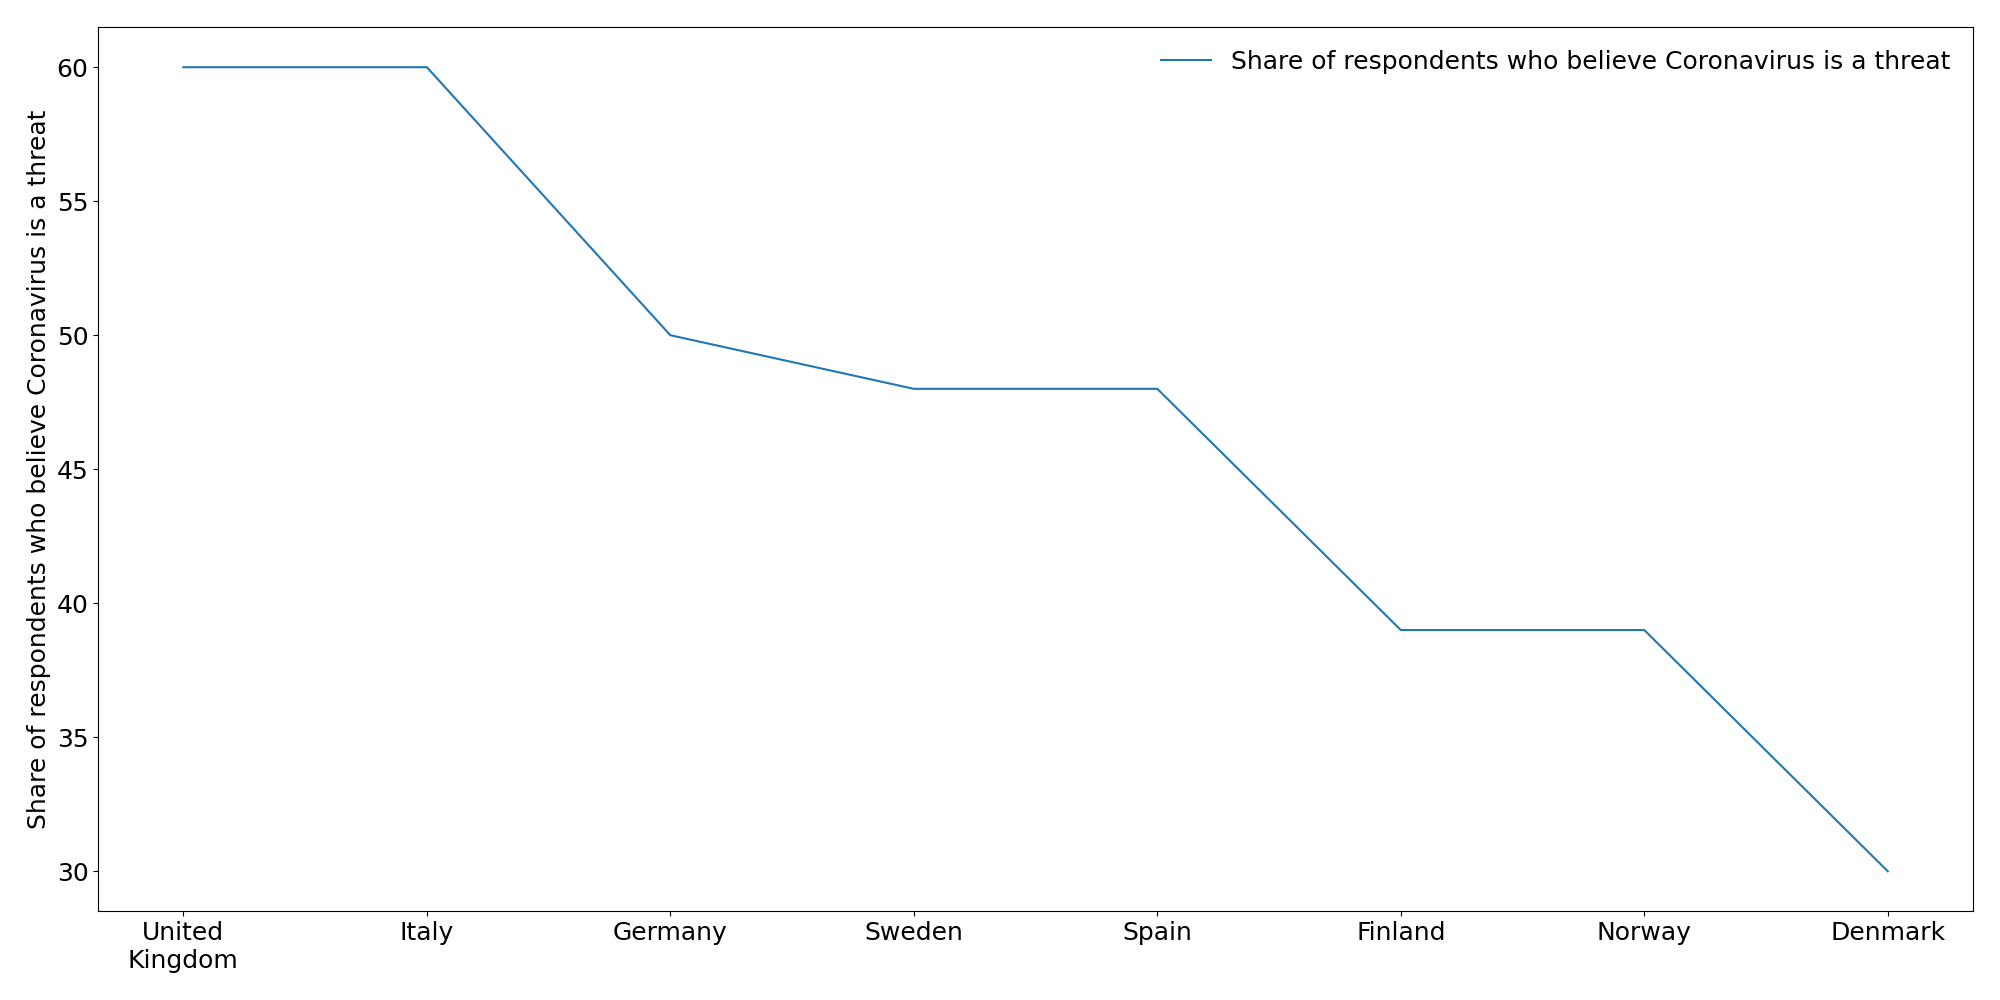 Share of respondents who believe Coronavirus is a threat
Share of respondents who believe Coronavirus is a threat
60
55
50
45
40
35
30
United
Kingdom
Italy
Germany
Sweden
Spain
Finland
Norway
Denmark